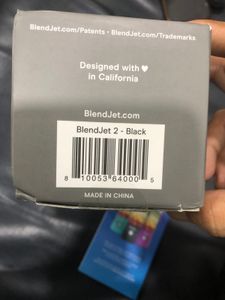 BlendJet.com/Patents • BlendJet.com/Trademarks
Designed with ♥
in California
BlendJet.com
BlendJet 2 - Black
8 10053 64000 5
MADE IN CHINA